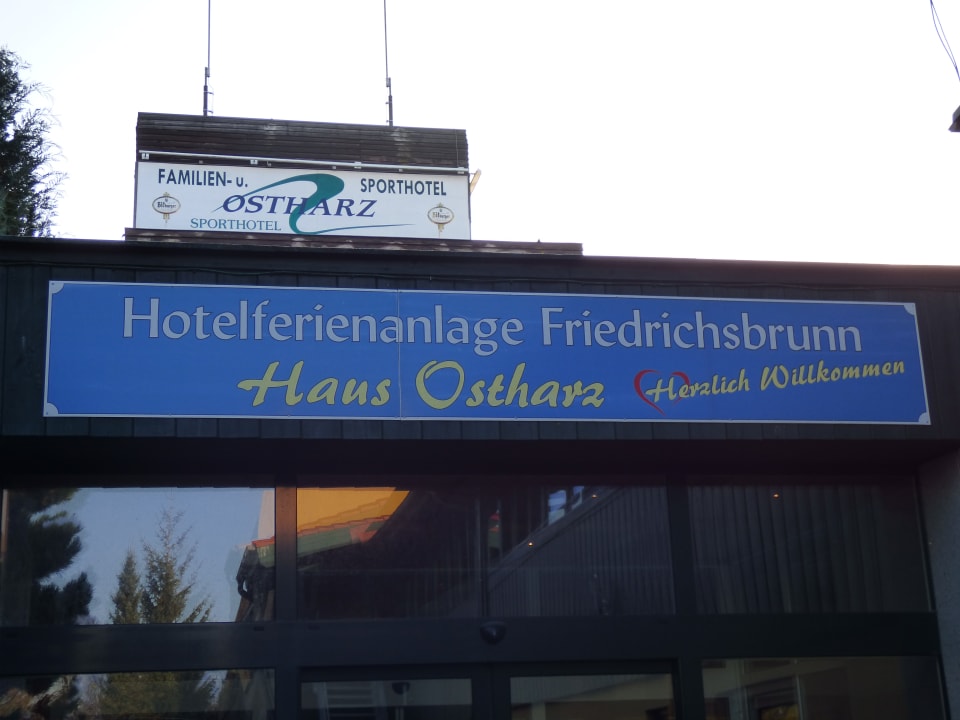 FAMILIEN- u. SPORTHOTEL
OSTHARZ
SPORTHOTEL
Hotelferienanlage Friedrichsbrunn
Haus Ostharz Herzlich Willkommen